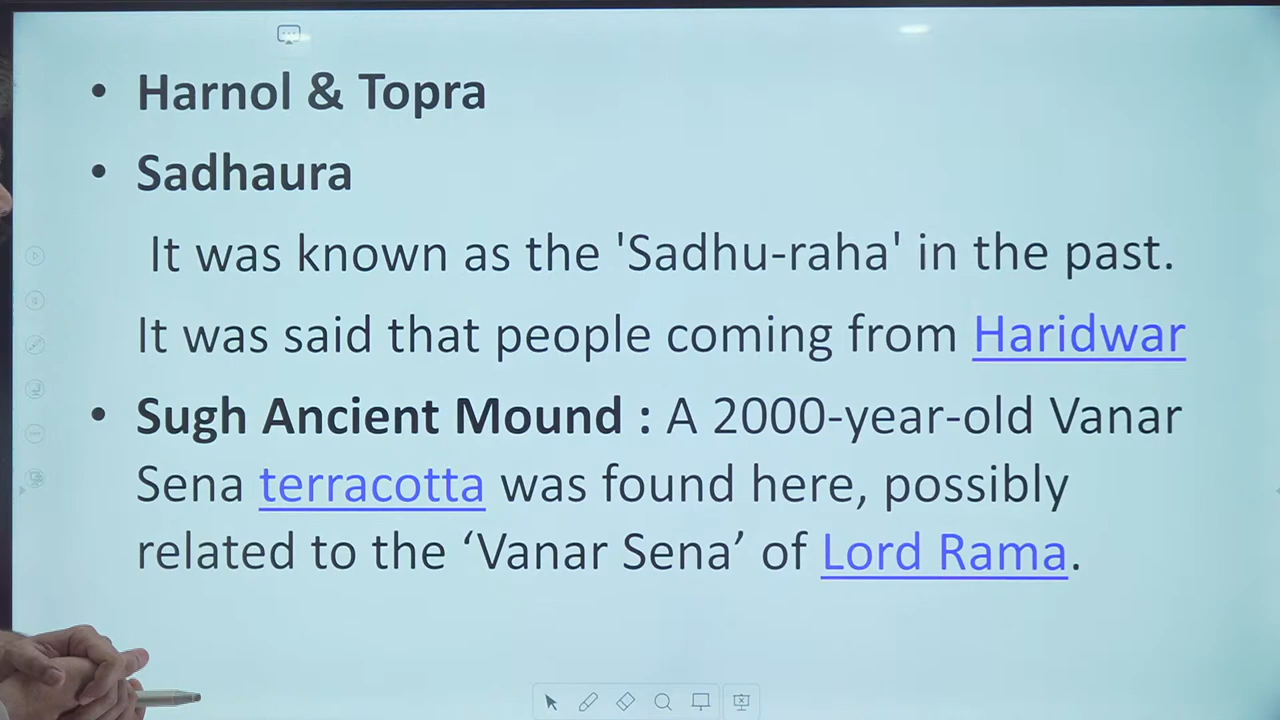 • Harnol & Topra
• Sadhaura
It was known as the 'Sadhu-raha' in the past.
It was said that people coming from Haridwar
• Sugh Ancient Mound : A 2000-year-old Vanar
Sena terracotta was found here, possibly
related to the ‘Vanar Sena’ of Lord Rama.